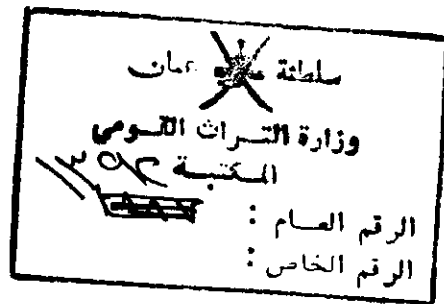 سلطنة عمان
وزارة التراث القومي
المكتبة
الرقم العام :
الرقم الخاص :